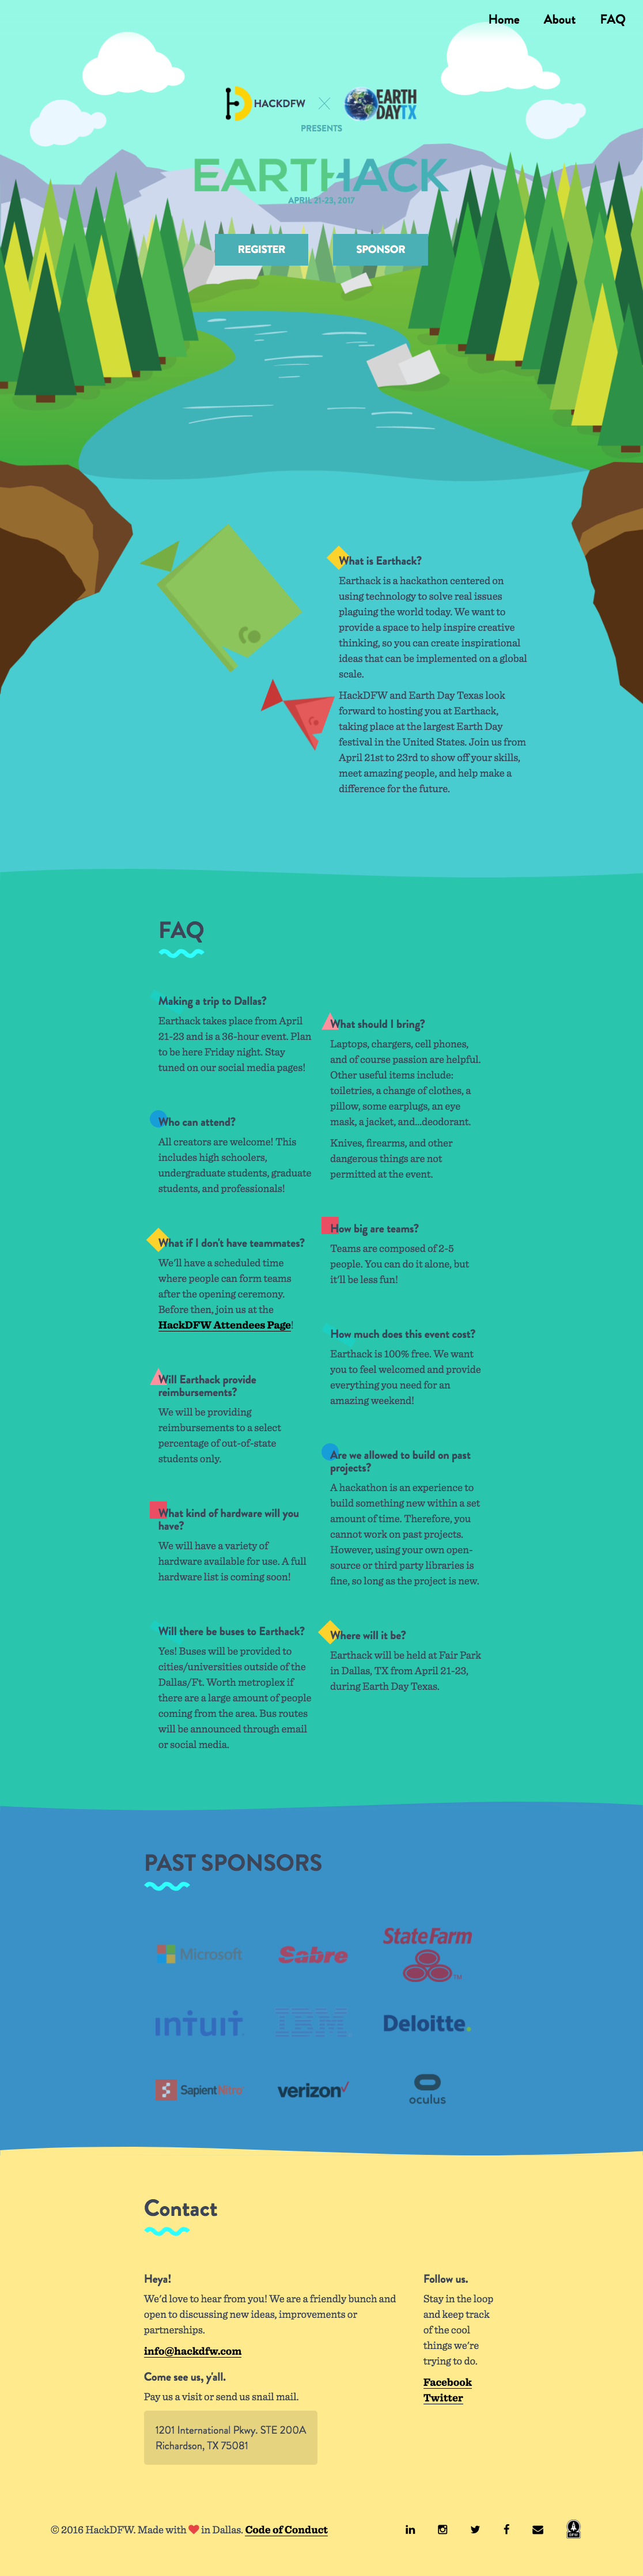 Home About FAQ
HACKDFW
EARTH
DAYTX
PRESENTS
EARTHACK
APRIL 21-23, 2017
REGISTER SPONSOR
What is Earthack?
Earthack is a hackathon centered on
using technology to solve real issues
plaguing the world today. We want to
provide a space to help inspire creative
thinking, so you can create inspirational
ideas that can be implemented on a global
scale.
HackDFW and Earth Day Texas look
forward to hosting you at Earthack,
taking place at the largest Earth Day
festival in the United States. Join us from
April 21st to 23rd to show off your skills,
meet amazing people, and help make a
difference for the future.
FAQ
Making a trip to Dallas?
Earthack takes place from April
21-23 and is a 36-hour event. Plan
to be here Friday night. Stay
tuned on our social media pages!
Who can attend?
All creators are welcome! This
includes high schoolers,
undergraduate students, graduate
students, and professionals!
What if I don't have teammates?
We'll have a scheduled time
where people can form teams
after the opening ceremony.
Before then, join us at the
HackDFW Attendees Page!
Will Earthack provide
reimbursements?
We will be providing
reimbursements to a select
percentage of out-of-state
students only.
What kind of hardware will you
have?
We will have a variety of
hardware available for use. A full
hardware list is coming soon!
Will there be buses to Earthack?
Yes! Buses will be provided to
cities/universities outside of the
Dallas/Ft. Worth metroplex if
there are a large amount of people
coming from the area. Bus routes
will be announced through email
or social media.
What should I bring?
Laptops, chargers, cell phones,
and of course passion are helpful.
Other useful items include:
toiletries, a change of clothes, a
pillow, some earplugs, an eye
mask, a jacket, and...deodorant.
Knives, firearms, and other
dangerous things are not
permitted at the event.
How big are teams?
Teams are composed of 2-5
people. You can do it alone, but
it'll be less fun!
How much does this event cost?
Earthack is 100% free. We want
you to feel welcomed and provide
everything you need for an
amazing weekend!
Are we allowed to build on past
projects?
A hackathon is an experience to
build something new within a set
amount of time. Therefore, you
cannot work on past projects.
However, using your own open-
source or third party libraries is
fine, so long as the project is new.
Where will it be?
Earthack will be held at Fair Park
in Dallas, TX from April 21-23,
during Earth Day Texas.
PAST SPONSORS
Microsoft Sabre StateFarm
intuit IBM Deloitte.
SapientNitro verizon oculus
Contact
Heya!
We'd love to hear from you! We are a friendly bunch and
open to discussing new ideas, improvements or
partnerships.
info@hackdfw.com
Come see us, y'all.
Pay us a visit or send us snail mail.
1201 International Pkwy. STE 200A
Richardson, TX 75081
Follow us.
Stay in the loop
and keep track
of the cool
things we're
trying to do.
Facebook
Twitter
© 2016 HackDFW. Made with ❤ in Dallas. Code of Conduct